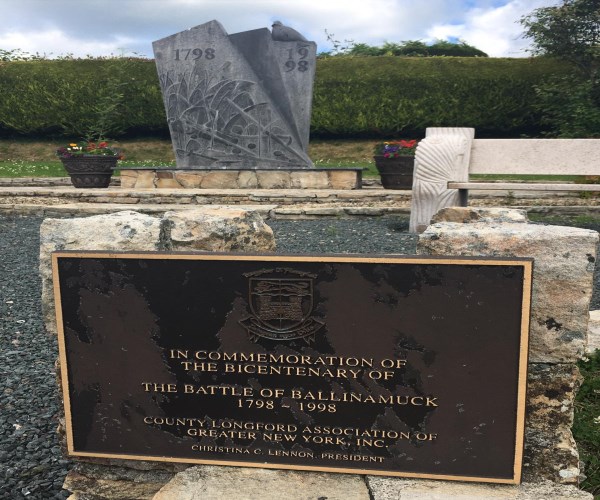 1798
19
98
IN COMMEMORATION OF
THE BICENTENARY OF
THE BATTLE OF BALLINAMUCK
1798 - 1998
COUNTY LONGFORD ASSOCIATION OF
GREATER NEW YORK, INC.
CHRISTINA C. LENNON, PRESIDENT